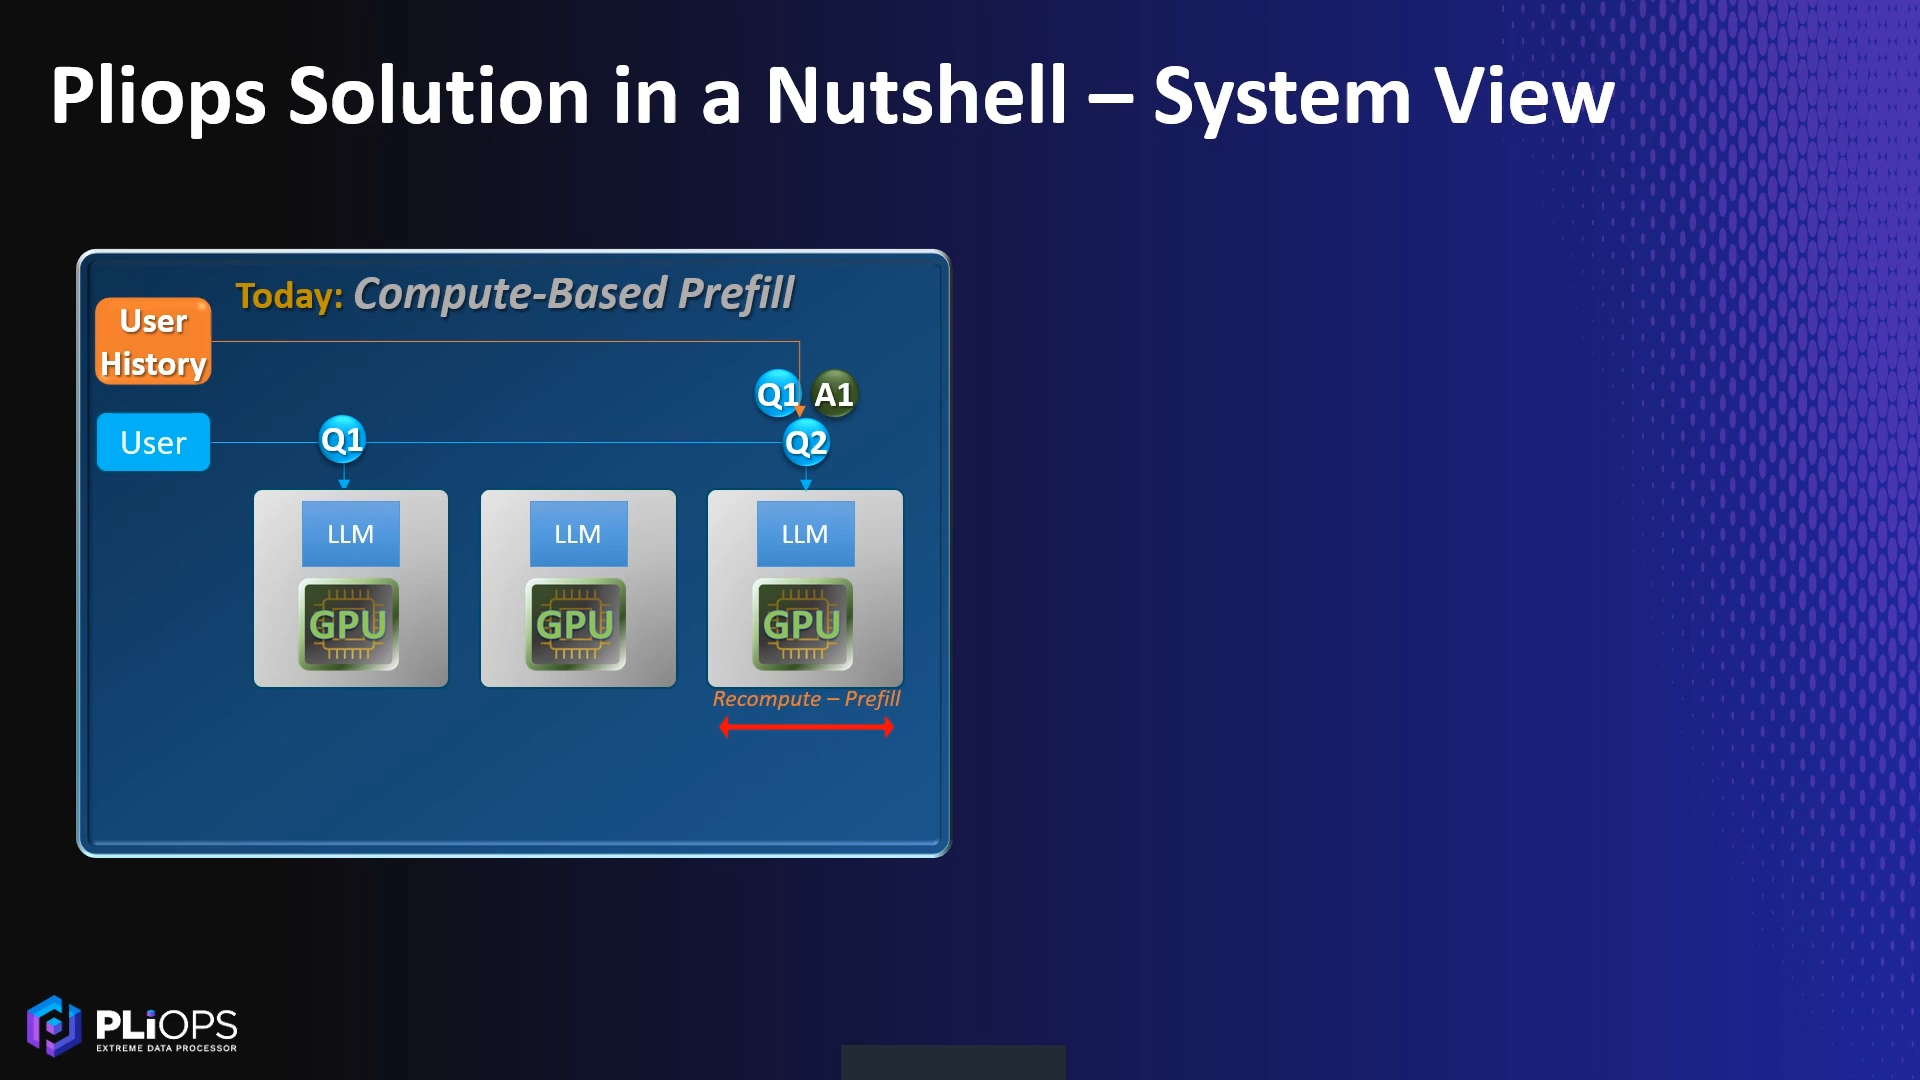 Pliops Solution in a Nutshell – System View
Today: Compute-Based Prefill
User
History
Q1 A1
User
Q1
Q2
LLM
LLM
LLM
GPU
GPU
GPU
Recompute – Prefill
PLiOPS
EXTREME DATA PROCESSOR